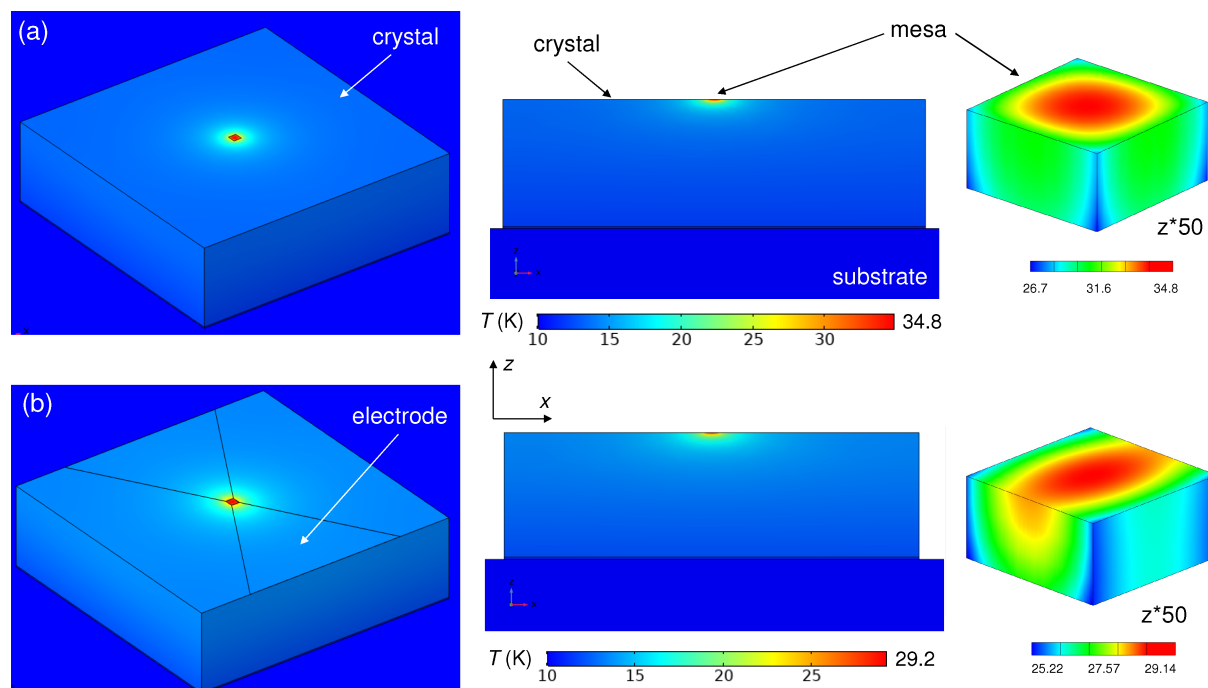 (a)
crystal
crystal
mesa
z*50
26.7 31.6 34.8
substrate
T (K)
10 15 20 25 30
34.8
z
x
(b)
electrode
z*50
25.22 27.57 29.14
T (K)
10 15 20 25
29.2